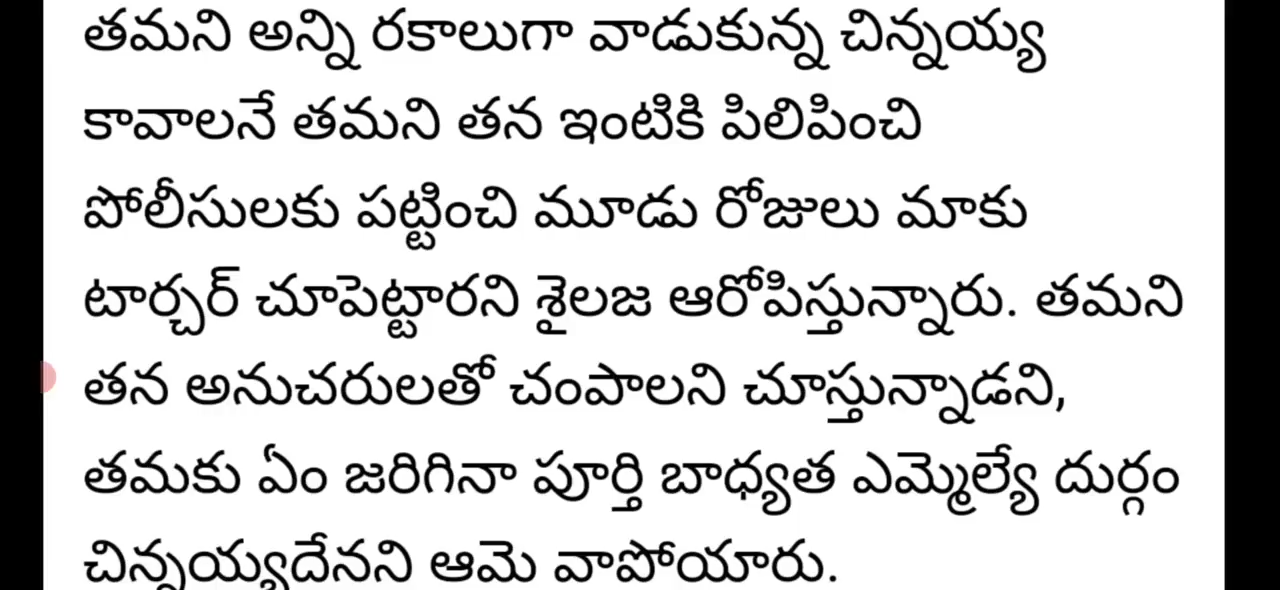 తమని అన్ని రకాలుగా వాడుకున్న చిన్నయ్య
కావాలనే తమని తన ఇంటికి పిలిపించి
పోలీసులకు పట్టించి మూడు రోజులు మాకు
టార్చర్ చూపెట్టారని శైలజ ఆరోపిస్తున్నారు. తమని
తన అనుచరులతో చంపాలని చూస్తున్నాడని,
తమకు ఏం జరిగినా పూర్తి బాధ్యత ఎమ్మెల్యే దుర్గం
చిన్నయ్యదేనని ఆమె వాపోయారు.